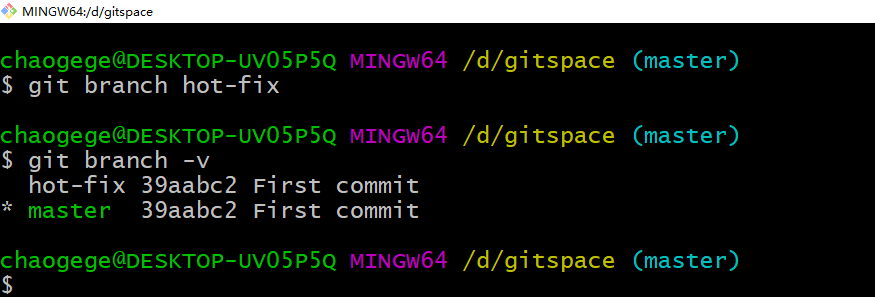 MINGW64:/d/gitspace
chaogege@DESKTOP-UV05P5Q MINGW64 /d/gitspace (master)
$ git branch hot-fix
chaogege@DESKTOP-UV05P5Q MINGW64 /d/gitspace (master)
$ git branch -v
  hot-fix 39aabc2 First commit
* master  39aabc2 First commit
chaogege@DESKTOP-UV05P5Q MINGW64 /d/gitspace (master)
$